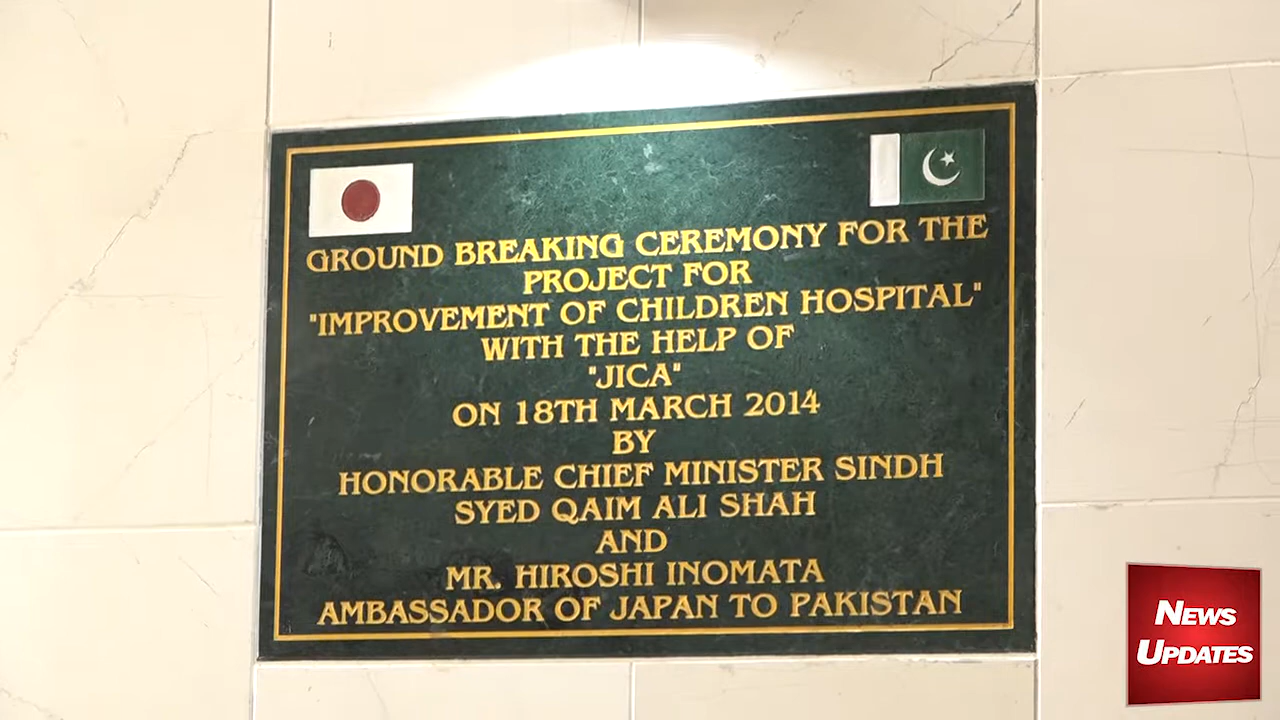 GROUND BREAKING CEREMONY FOR THE
PROJECT FOR
"IMPROVEMENT OF CHILDREN HOSPITAL"
WITH THE HELP OF
"JICA"
ON 18TH MARCH 2014
BY
HONORABLE CHIEF MINISTER SINDH
SYED QAIM ALI SHAH
AND
MR. HIROSHI INOMATA
AMBASSADOR OF JAPAN TO PAKISTAN
NEWS
UPDATES